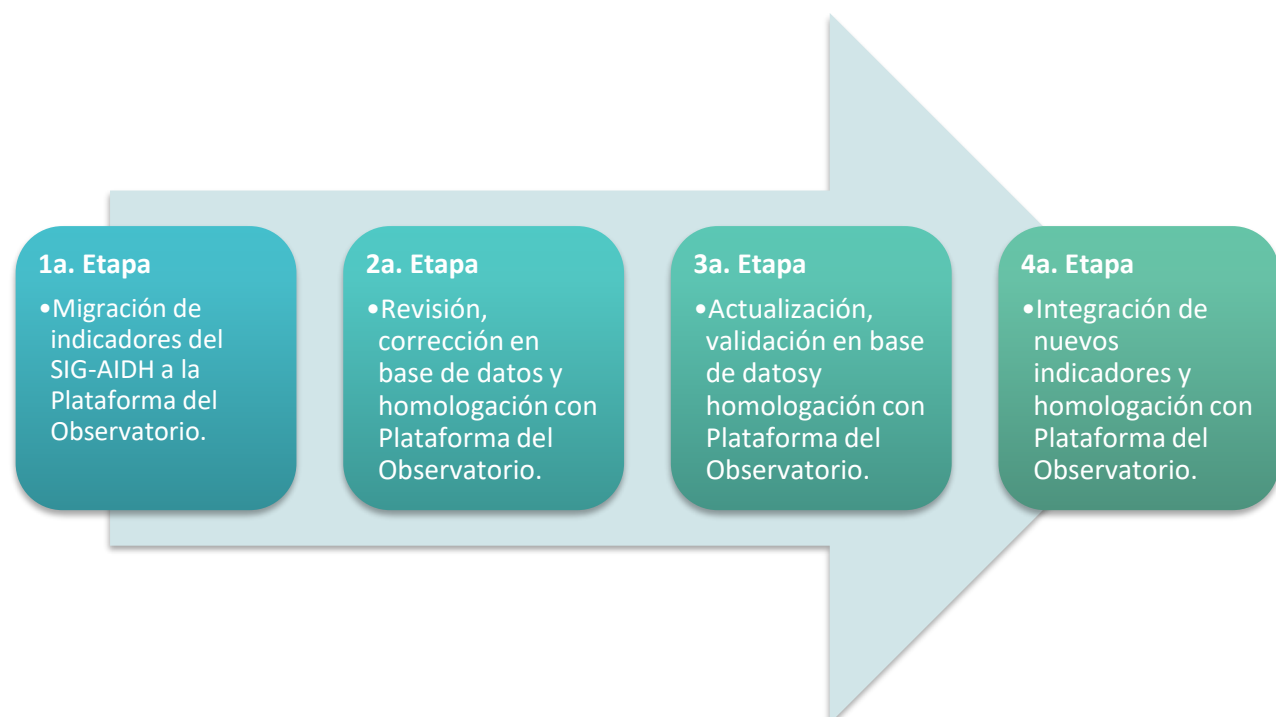 1a. Etapa
•Migración de
indicadores del
SIG-AIDH a la
Plataforma del
Observatorio.
2a. Etapa
•Revisión,
corrección en
base de datos y
homologación con
Plataforma del
Observatorio.
3a. Etapa
•Actualización,
validación en base
de datosy
homologación con
Plataforma del
Observatorio.
4a. Etapa
•Integración de
nuevos
indicadores y
homologación con
Plataforma del
Observatorio.